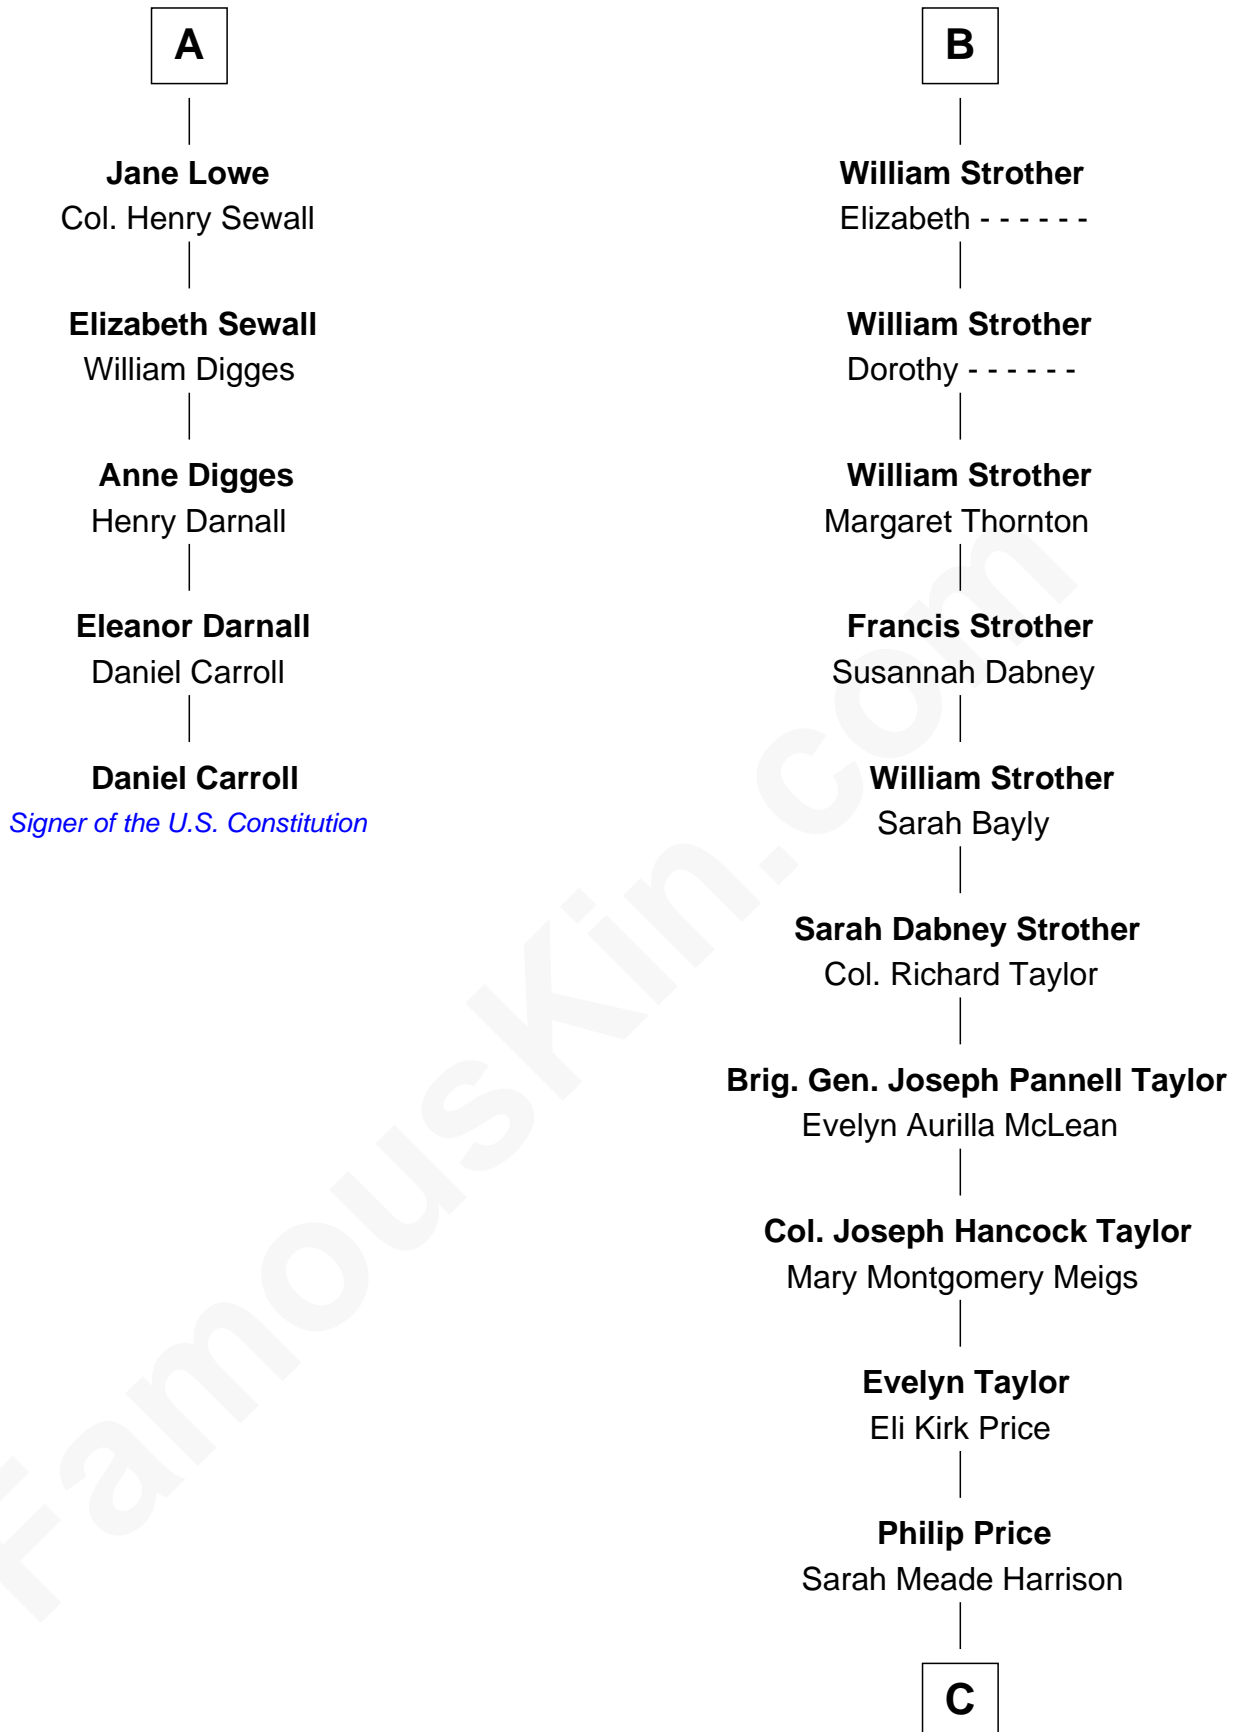 A
Jane Lowe
Col. Henry Sewall
Elizabeth Sewall
William Digges
Anne Digges
Henry Darnall
Eleanor Darnall
Daniel Carroll
Daniel Carroll
Signer of the U.S. Constitution
B
William Strother
Elizabeth - - - - - -
William Strother
Dorothy - - - - - -
William Strother
Margaret Thornton
Francis Strother
Susannah Dabney
William Strother
Sarah Bayly
Sarah Dabney Strother
Col. Richard Taylor
Brig. Gen. Joseph Pannell Taylor
Evelyn Aurilla McLean
Col. Joseph Hancock Taylor
Mary Montgomery Meigs
Evelyn Taylor
Eli Kirk Price
Philip Price
Sarah Meade Harrison
C
FamousKin.com